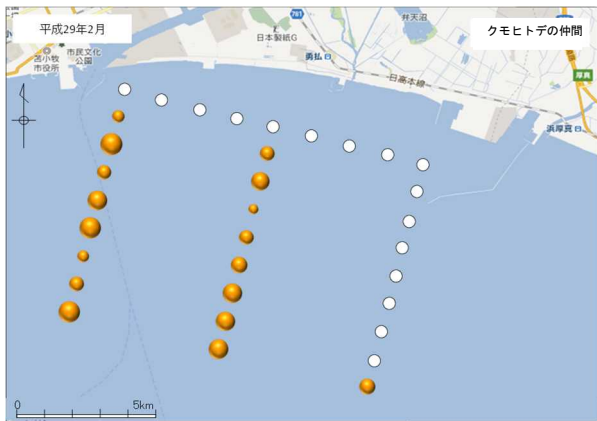 平成29年2月
クモヒトデの仲間
弁天沼
日本製紙G
781
市民文化
公園
苫小牧
市役所
勇払
日高本線
厚真
浜厚真
0
5km